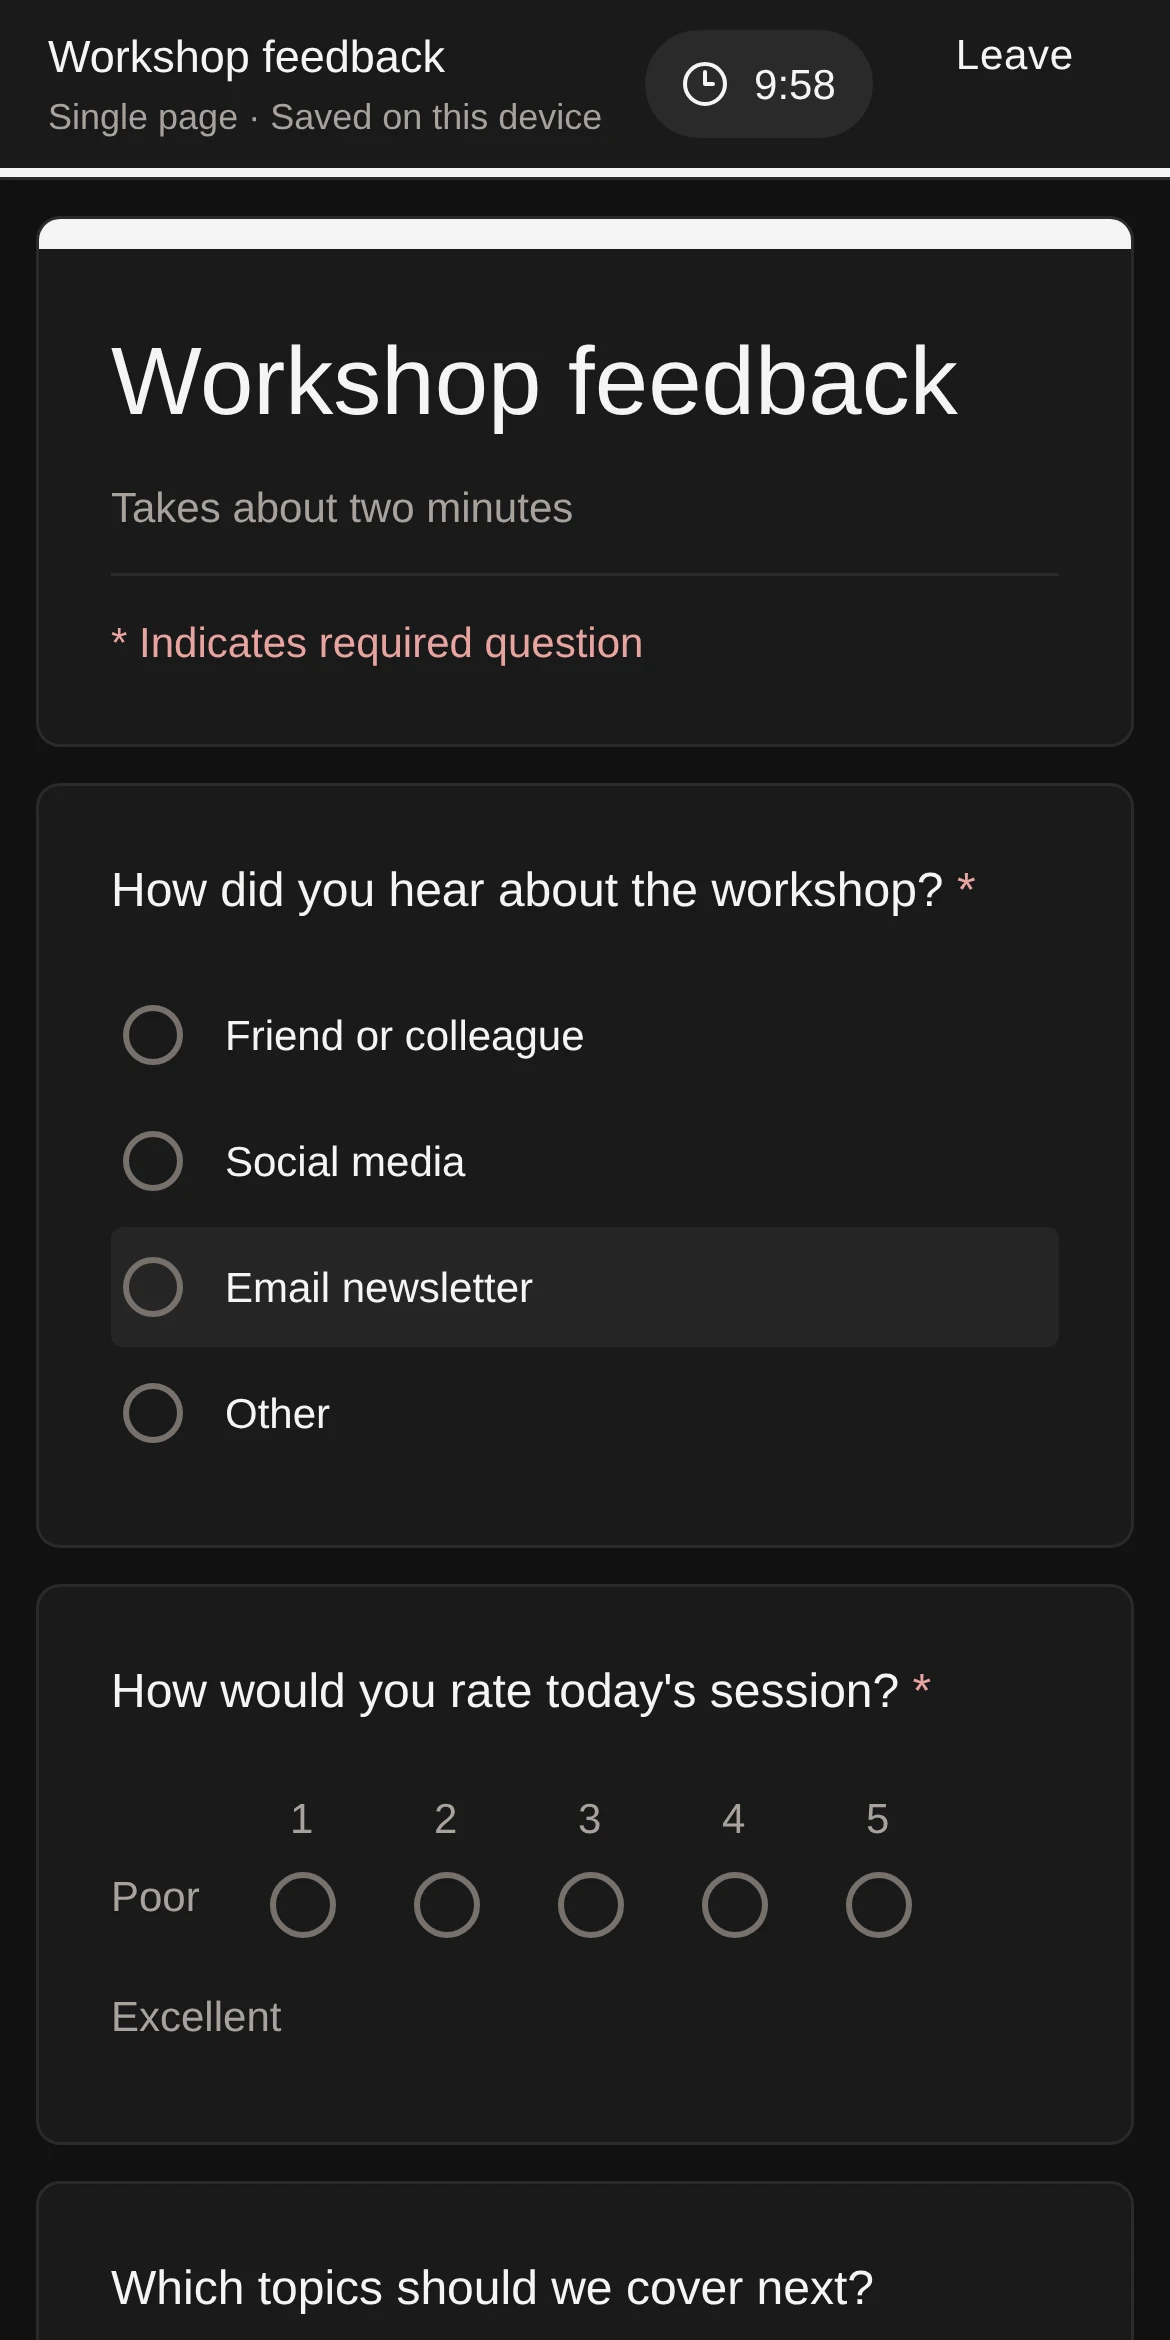 Workshop feedback
Single page · Saved on this device
9:58
Leave
Workshop feedback
Takes about two minutes
* Indicates required question
How did you hear about the workshop? *
Friend or colleague
Social media
Email newsletter
Other
How would you rate today's session? *
1 2 3 4 5
Poor
Excellent
Which topics should we cover next?